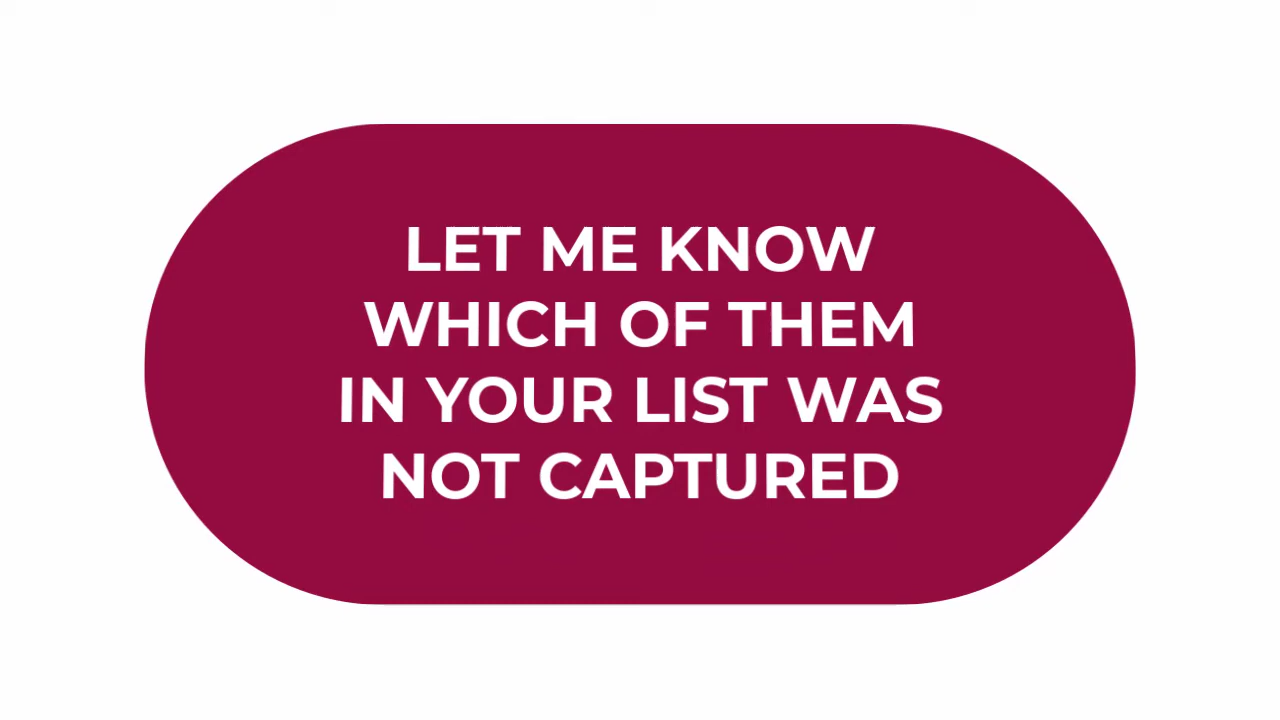 LET ME KNOW
WHICH OF THEM
IN YOUR LIST WAS
NOT CAPTURED